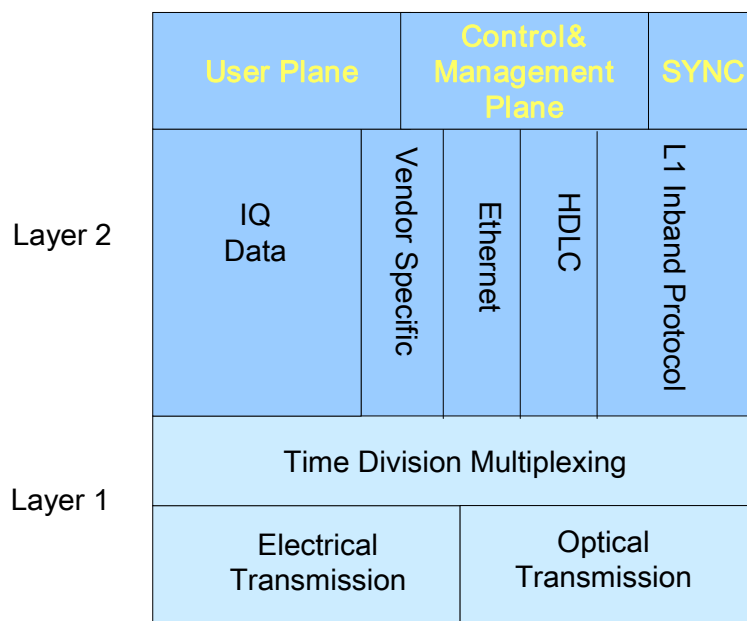 User Plane
Control&
Management
Plane
SYNC
Layer 2
IQ
Data
Vendor Specific
Ethernet
HDLC
L1 Inband Protocol
Layer 1
Time Division Multiplexing
Electrical
Transmission
Optical
Transmission